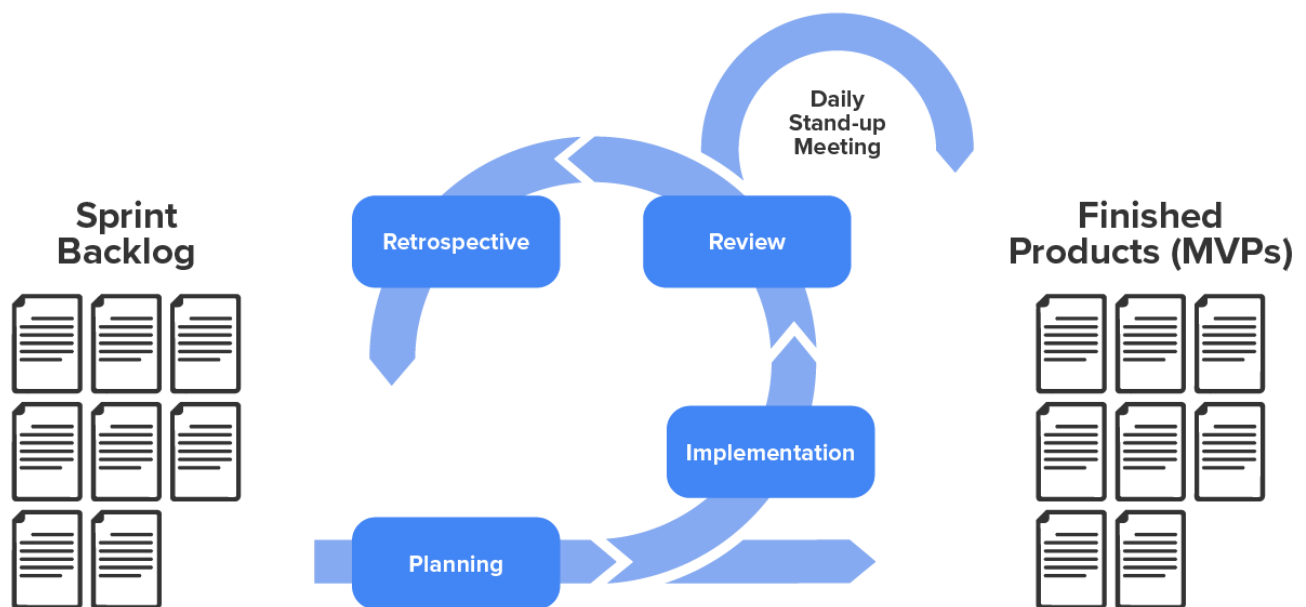 Daily
Stand-up
Meeting
Sprint
Backlog
Retrospective
Review
Finished
Products (MVPs)
Implementation
Planning